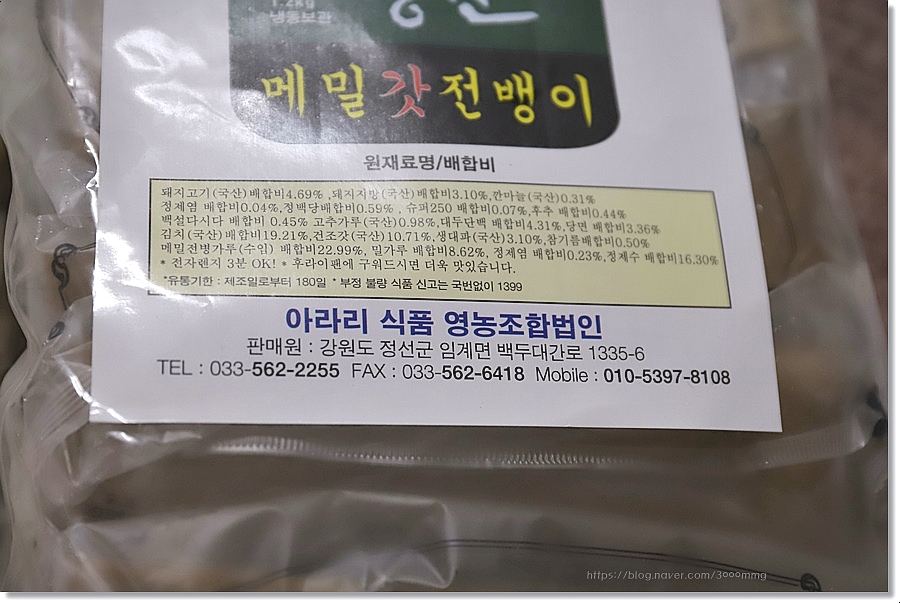 1.2kg
냉동보관
메밀갓전뱅이
원재료명/배합비
돼지고기(국산)배합비4.69% ,돼지지방(국산)배합비3.10%,깐마늘(국산)0.31%
정제염 배합비0.04%,정백당배합비0.59% , 슈퍼250 배합비0.07%,후추 배합비0.44%
백설다시다 배합비 0.45% 고추가루(국산)0.98%,대두단백 배합비4.31%,당면 배합비3.36%
김치(국산)배합비19.21%,건조갓(국산)10.71%,생대파(국산)3.10%,참기름배합비0.50%
메밀전병가루(수입) 배합비22.99%, 밀가루 배합비8.62%, 정제염 배합비0.23%,정제수 배합비16.30%
* 전자렌지 3분 OK! * 후라이팬에 구워드시면 더욱 맛있습니다.
*유통기한 : 제조일로부터 180일 * 부정 불량 식품 신고는 국번없이 1399
아라리 식품 영농조합법인
판매원 : 강원도 정선군 임계면 백두대간로 1335-6
TEL : 033-562-2255 FAX : 033-562-6418 Mobile : 010-5397-8108
https://blog.naver.com/3ooommg